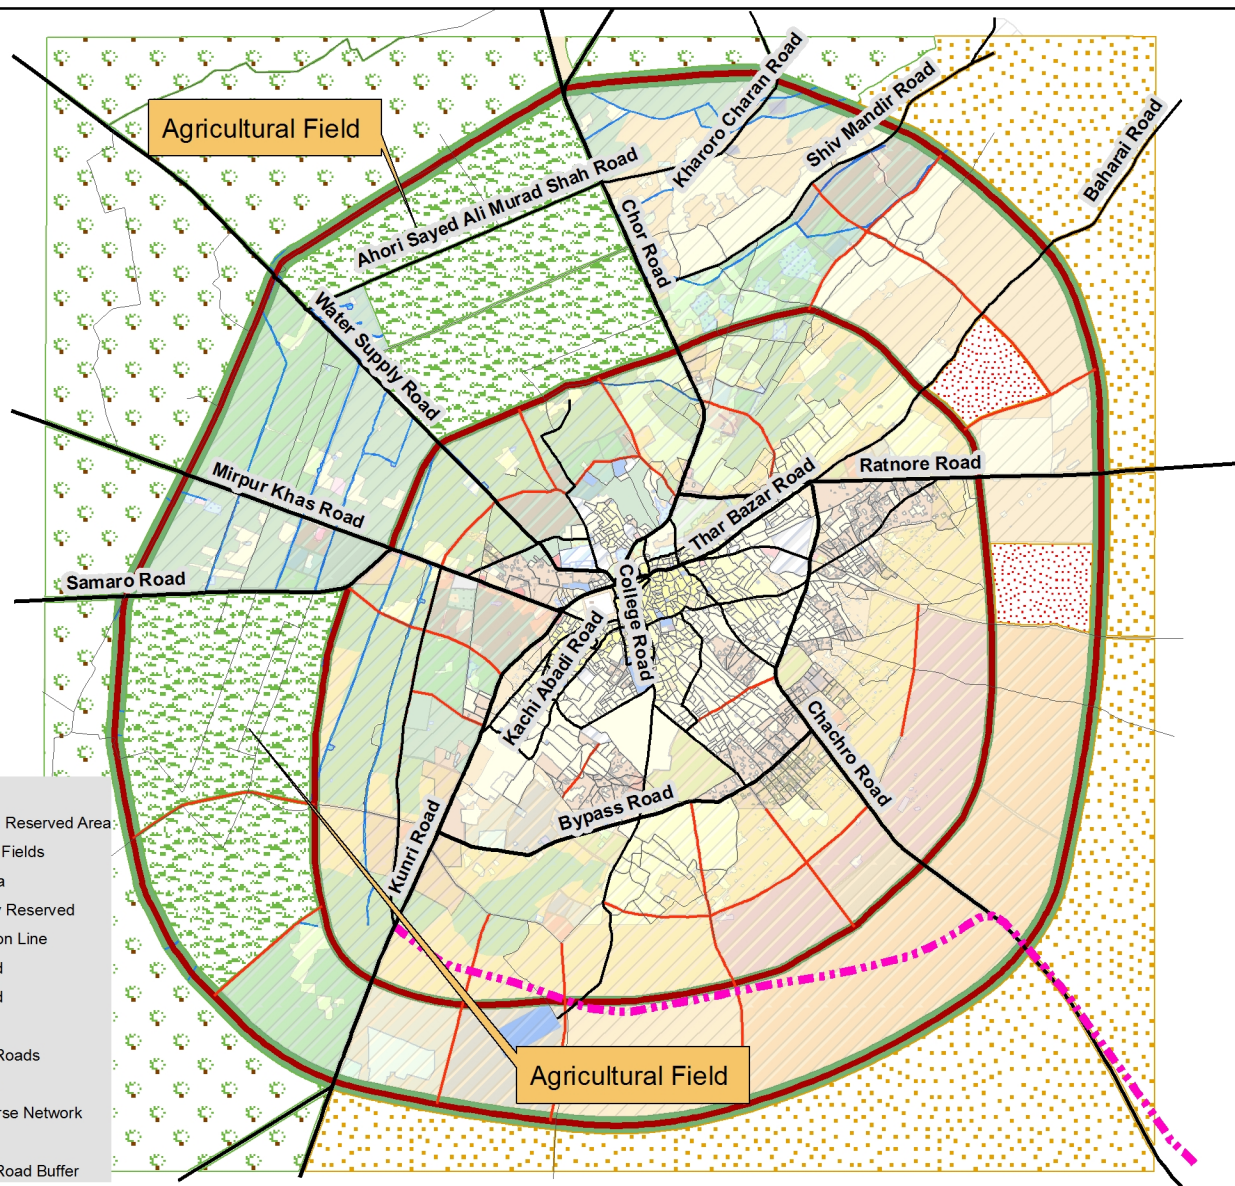 Kharoro Charan Road
Shiv Mandir Road
Agricultural Field
Baharai Road
Ahori Sayed Ali Murad Shah Road
Chor Road
Water Supply Road
Ratnore Road
Mirpur Khas Road
Thar Bazar Road
Samaro Road
College Road
Kachi Abadi Road
Chachro Road
Bypass Road
Kunri Road
Reserved Area
Fields
Reserved
on Line
Roads
rse Network
Road Buffer
Agricultural Field